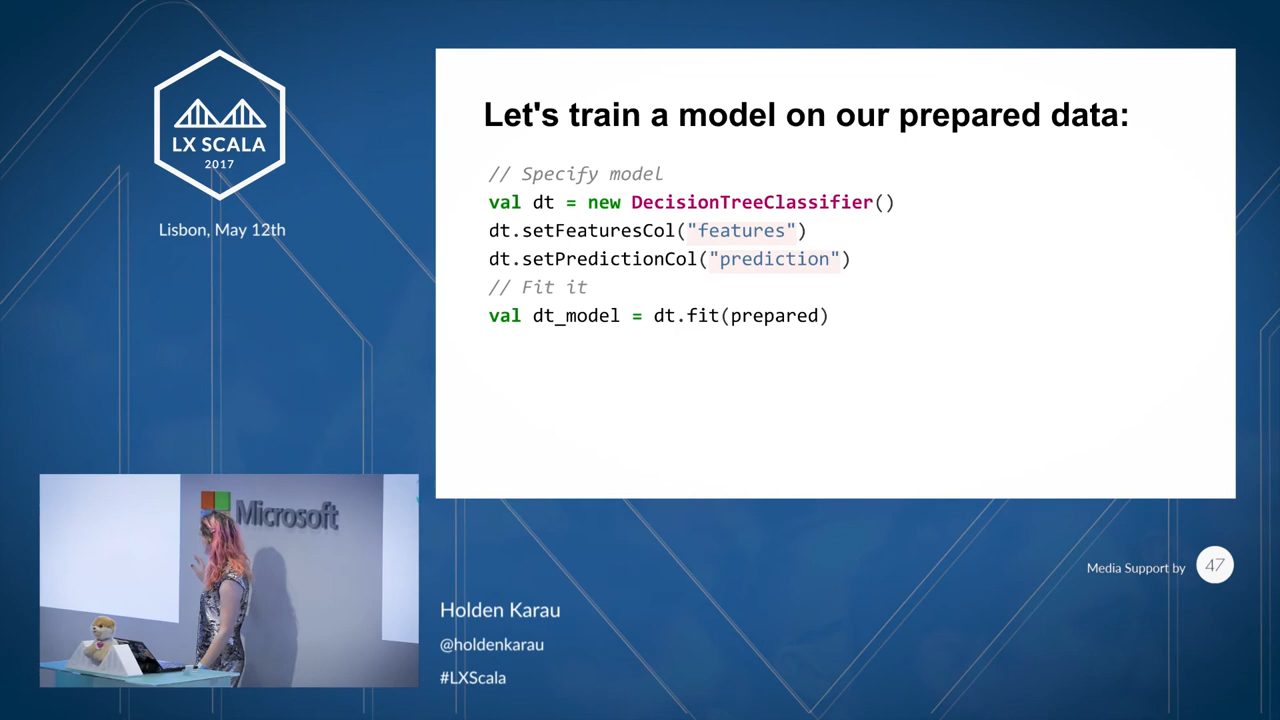 LX SCALA
2017
Lisbon, May 12th
Let's train a model on our prepared data:
// Specify model
val dt = new DecisionTreeClassifier()
dt.setFeaturesCol("features")
dt.setPredictionCol("prediction")
// Fit it
val dt_model = dt.fit(prepared)
Microsoft
Media Support by 47
Holden Karau
@holdenkarau
#LXScala